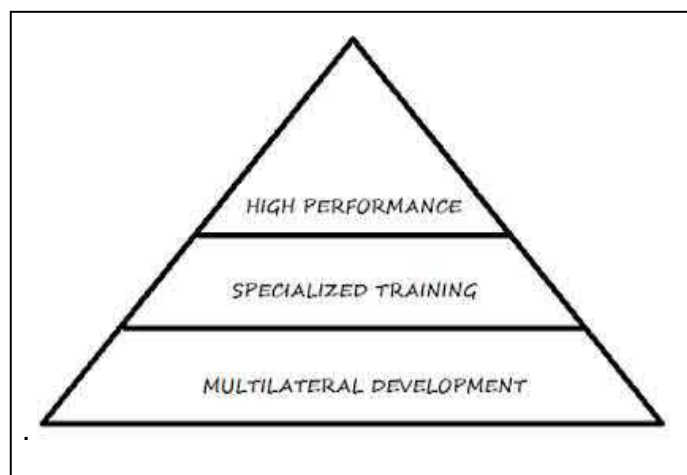 HIGH PERFORMANCE
SPECIALIZED TRAINING
MULTILATERAL DEVELOPMENT